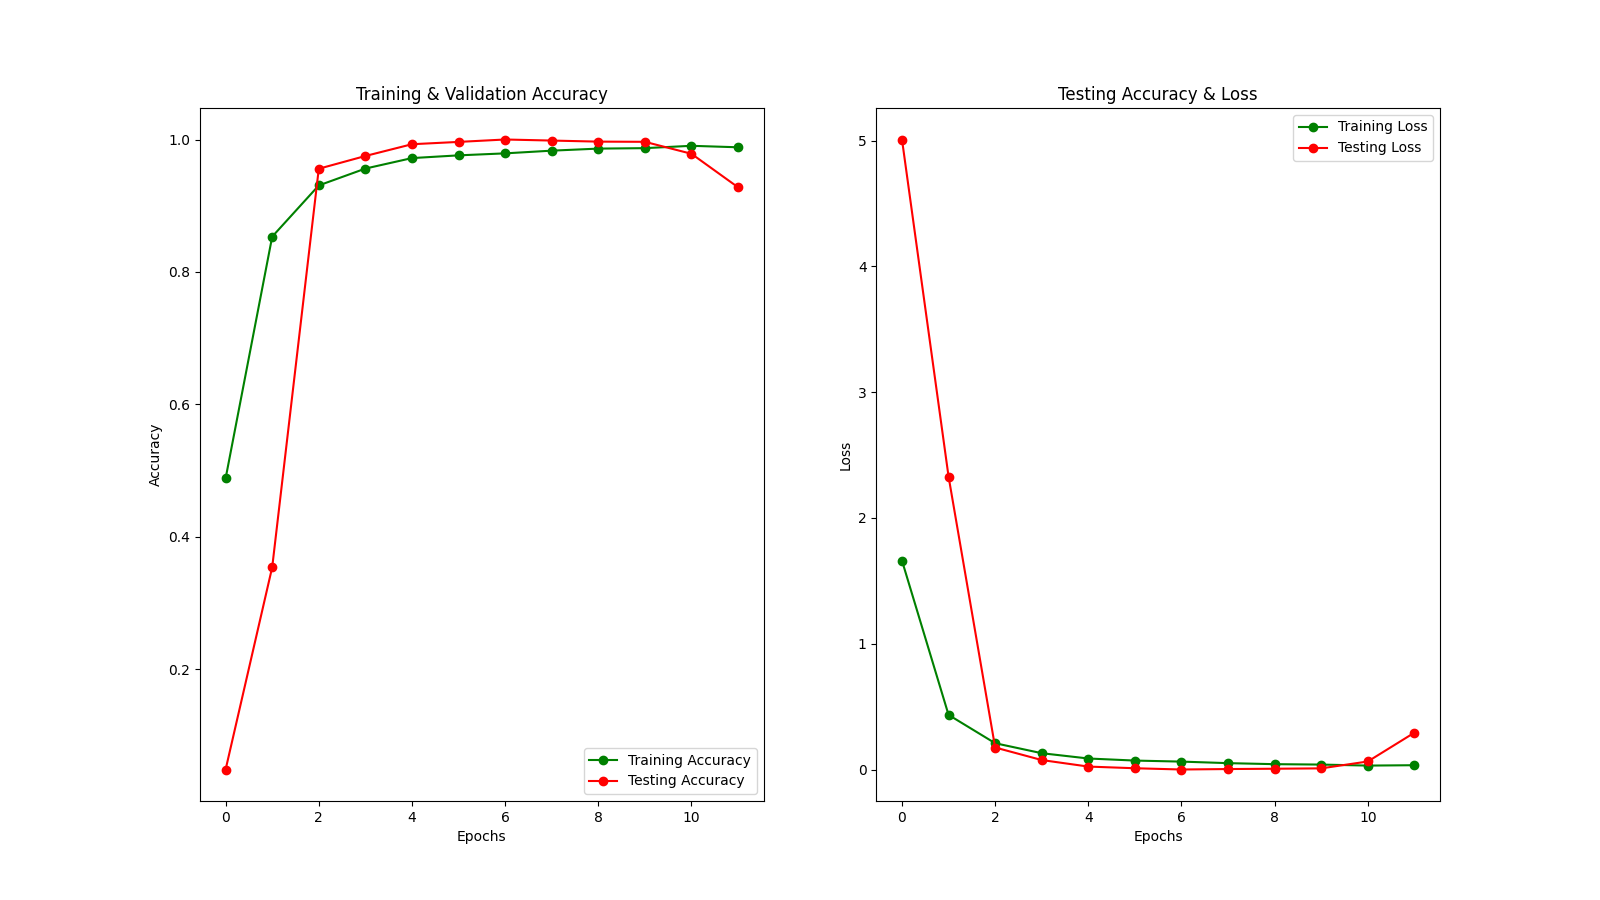 Training & Validation Accuracy
1.0
0.8
0.6
0.4
0.2
Accuracy
Training Accuracy
Testing Accuracy
0 2 4 6 8 10
Epochs
Testing Accuracy & Loss
Training Loss
Testing Loss
5
4
3
2
1
0
Loss
0 2 4 6 8 10
Epochs